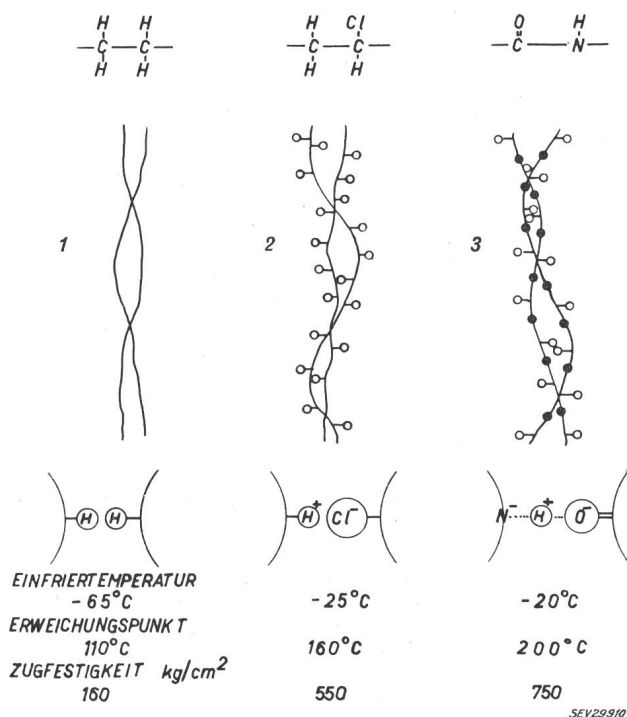 H H H Cl O H
— C — C — — C — C — — C — N —
H H H H
1 2 3
H H H+ Cl- N- H+ O-
EINFRIERTEMPERATUR
-65°C -25°C -20°C
ERWEICHUNGSPUNKT
110°C 160°C 200°C
ZUGFESTIGKEIT kg/cm²
160 550 750
SEV29910